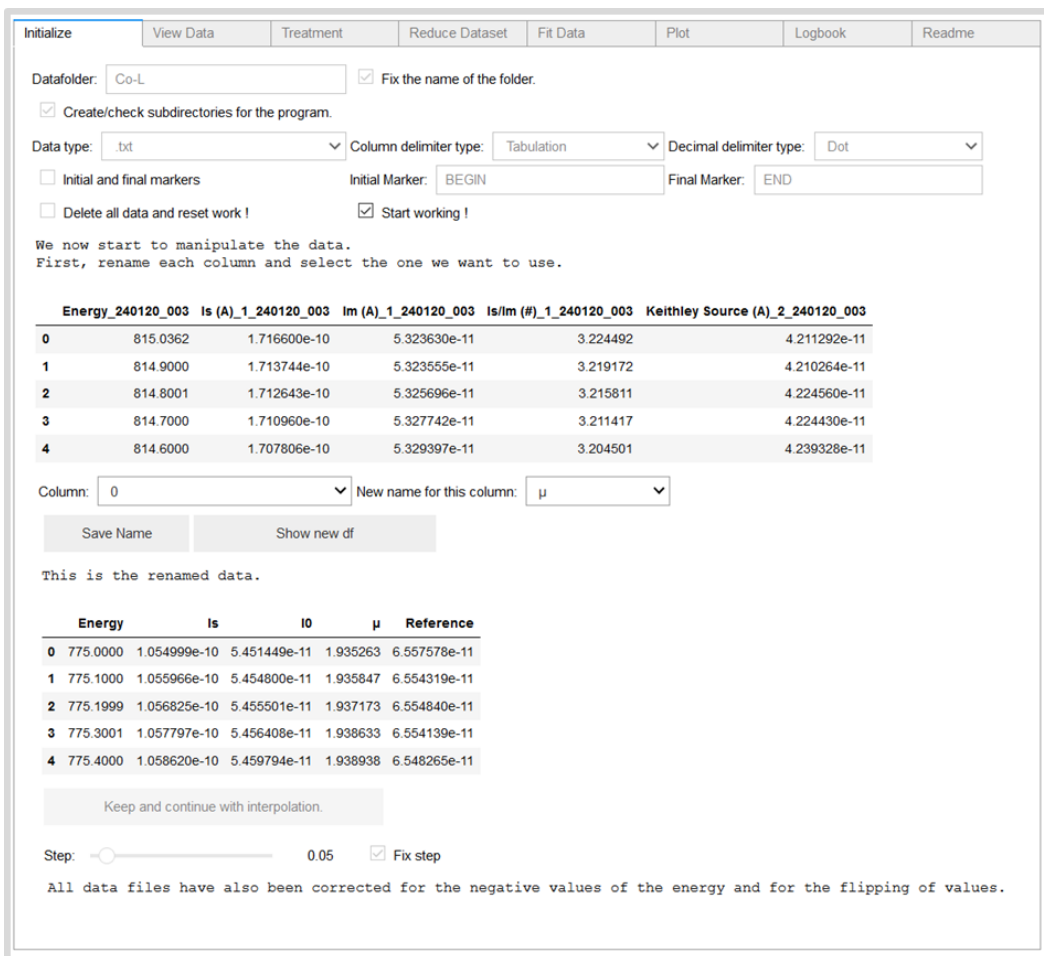 Initialize View Data Treatment Reduce Dataset Fit Data Plot Logbook Readme
Datafolder: Co-L Fix the name of the folder.
Create/check subdirectories for the program.
Data type: .txt Column delimiter type: Tabulation Decimal delimiter type: Dot
Initial and final markers Initial Marker: BEGIN Final Marker: END
Delete all data and reset work ! Start working !
We now start to manipulate the data.
First, rename each column and select the one we want to use.
Energy_240120_003 Is (A)_1_240120_003 Im (A)_1_240120_003 Is/Im (#)_1_240120_003 Keithley Source (A)_2_240120_003
0 815.0362 1.716600e-10 5.323630e-11 3.224492 4.211292e-11
1 814.9000 1.713744e-10 5.323555e-11 3.219172 4.210264e-11
2 814.8001 1.712643e-10 5.325696e-11 3.215811 4.224560e-11
3 814.7000 1.710960e-10 5.327742e-11 3.211417 4.224430e-11
4 814.6000 1.707806e-10 5.329397e-11 3.204501 4.239328e-11
Column: 0 New name for this column: µ
Save Name Show new df
This is the renamed data.
Energy Is I0 µ Reference
0 775.0000 1.054999e-10 5.451449e-11 1.935263 6.557578e-11
1 775.1000 1.055966e-10 5.454800e-11 1.935847 6.554319e-11
2 775.1999 1.056825e-10 5.455501e-11 1.937173 6.554840e-11
3 775.3001 1.057797e-10 5.456408e-11 1.938633 6.554139e-11
4 775.4000 1.058620e-10 5.459794e-11 1.938938 6.548265e-11
Keep and continue with interpolation.
Step: 0.05 Fix step
All data files have also been corrected for the negative values of the energy and for the flipping of values.